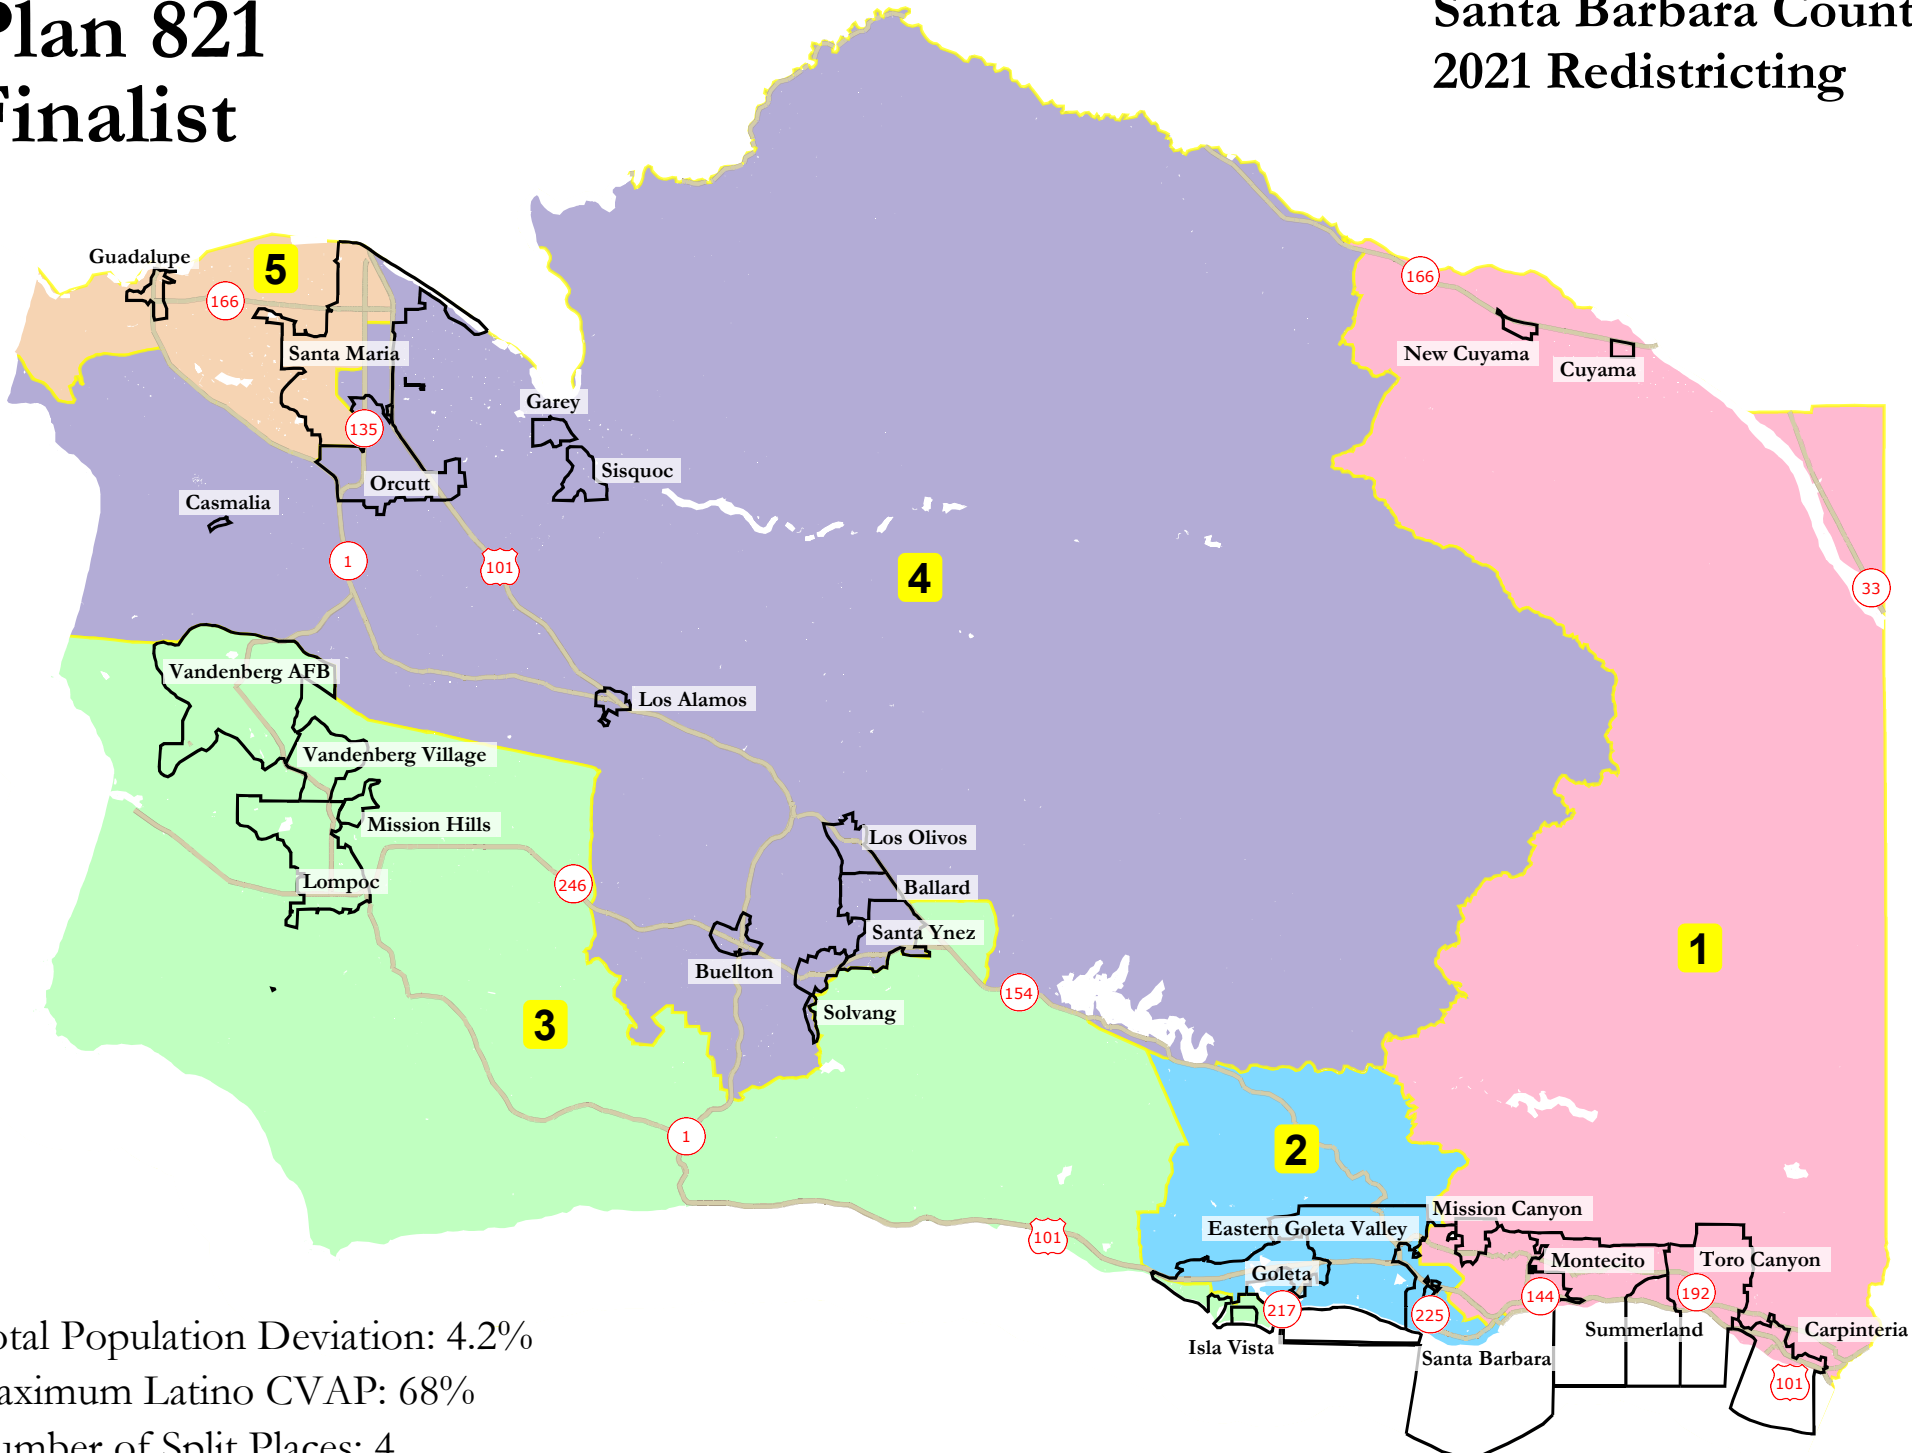 Plan 821
Finalist
Santa Barbara Count
2021 Redistricting
Guadalupe
5
166
166
Santa Maria
New Cuyama
Cuyama
Garey
135
Sisquoc
Orcutt
Casmalia
1
101
4
33
Vandenberg AFB
Los Alamos
Vandenberg Village
Mission Hills
Los Olivos
Lompoc
246
Ballard
Santa Ynez
1
Buellton
154
Solvang
3
1
2
Mission Canyon
Eastern Goleta Valley
101
Montecito
Toro Canyon
Goleta
217
225
144
192
Summerland
Carpinteria
Isla Vista
Santa Barbara
101
otal Population Deviation: 4.2%
aximum Latino CVAP: 68%
umber of Split Places: 4